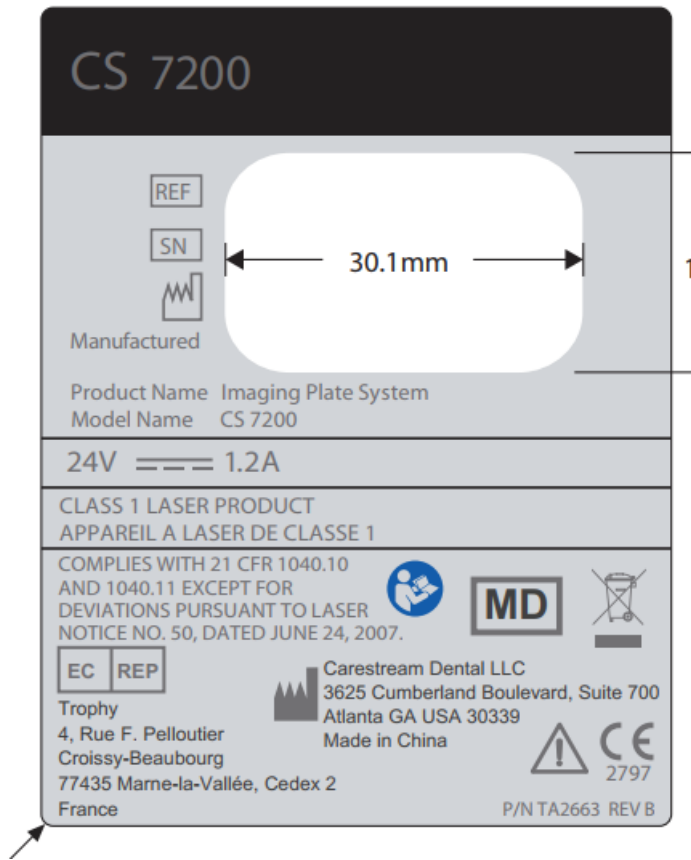 CS 7200
REF
SN
30.1mm
1
Manufactured
Product Name Imaging Plate System
Model Name CS 7200
24V 1.2A
CLASS 1 LASER PRODUCT
APPAREIL A LASER DE CLASSE 1
COMPLIES WITH 21 CFR 1040.10
AND 1040.11 EXCEPT FOR
DEVIATIONS PURSUANT TO LASER
NOTICE NO. 50, DATED JUNE 24, 2007.
MD
EC REP
Trophy
4, Rue F. Pelloutier
Croissy-Beaubourg
77435 Marne-la-Vallée, Cedex 2
France
Carestream Dental LLC
3625 Cumberland Boulevard, Suite 700
Atlanta GA USA 30339
Made in China
CE
2797
P/N TA2663 REV B